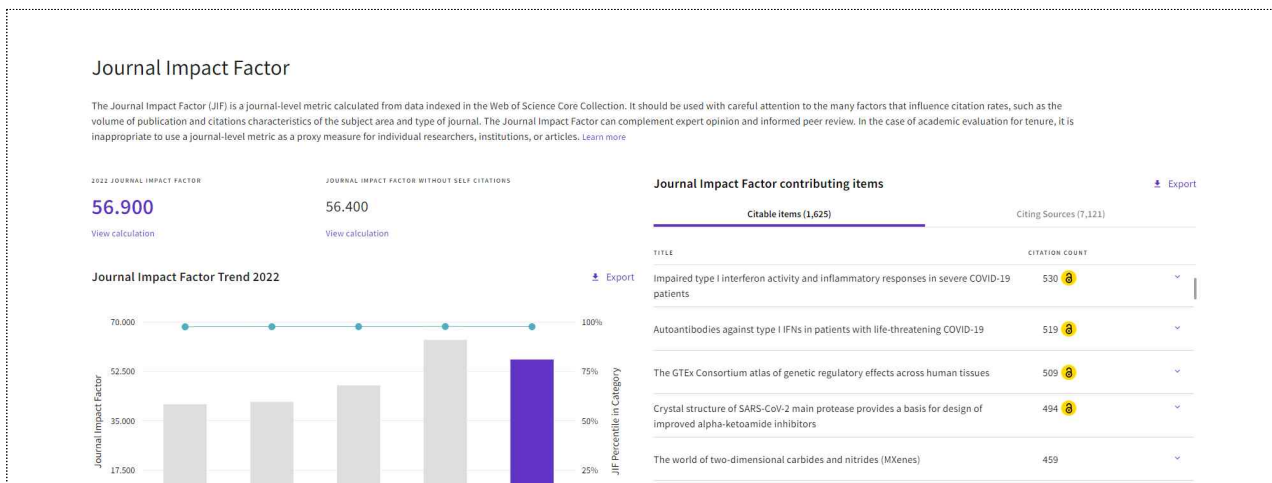 Journal Impact Factor
The Journal Impact Factor (JIF) is a journal-level metric calculated from data indexed in the Web of Science Core Collection. It should be used with careful attention to the many factors that influence citation rates, such as the
volume of publication and citations characteristics of the subject area and type of journal. The Journal Impact Factor can complement expert opinion and informed peer review. In the case of academic evaluation for tenure, it is
inappropriate to use a journal-level metric as a proxy measure for individual researchers, institutions, or articles. Learn more
2022 JOURNAL IMPACT FACTOR
56.900
View calculation
JOURNAL IMPACT FACTOR WITHOUT SELF CITATIONS
56.400
View calculation
Journal Impact Factor Trend 2022
Export
70.000
52.500
35.000
17.500
Journal Impact Factor
100%
75%
50%
25%
JIF Percentile in Category
Journal Impact Factor contributing items
Export
Citable items (1,625)
Citing Sources (7,121)
TITLE
CITATION COUNT
Impaired type I interferon activity and inflammatory responses in severe COVID-19
patients
530
Autoantibodies against type I IFNs in patients with life-threatening COVID-19
519
The GTEx Consortium atlas of genetic regulatory effects across human tissues
509
Crystal structure of SARS-CoV-2 main protease provides a basis for design of
improved alpha-ketoamide inhibitors
494
The world of two-dimensional carbides and nitrides (MXenes)
459